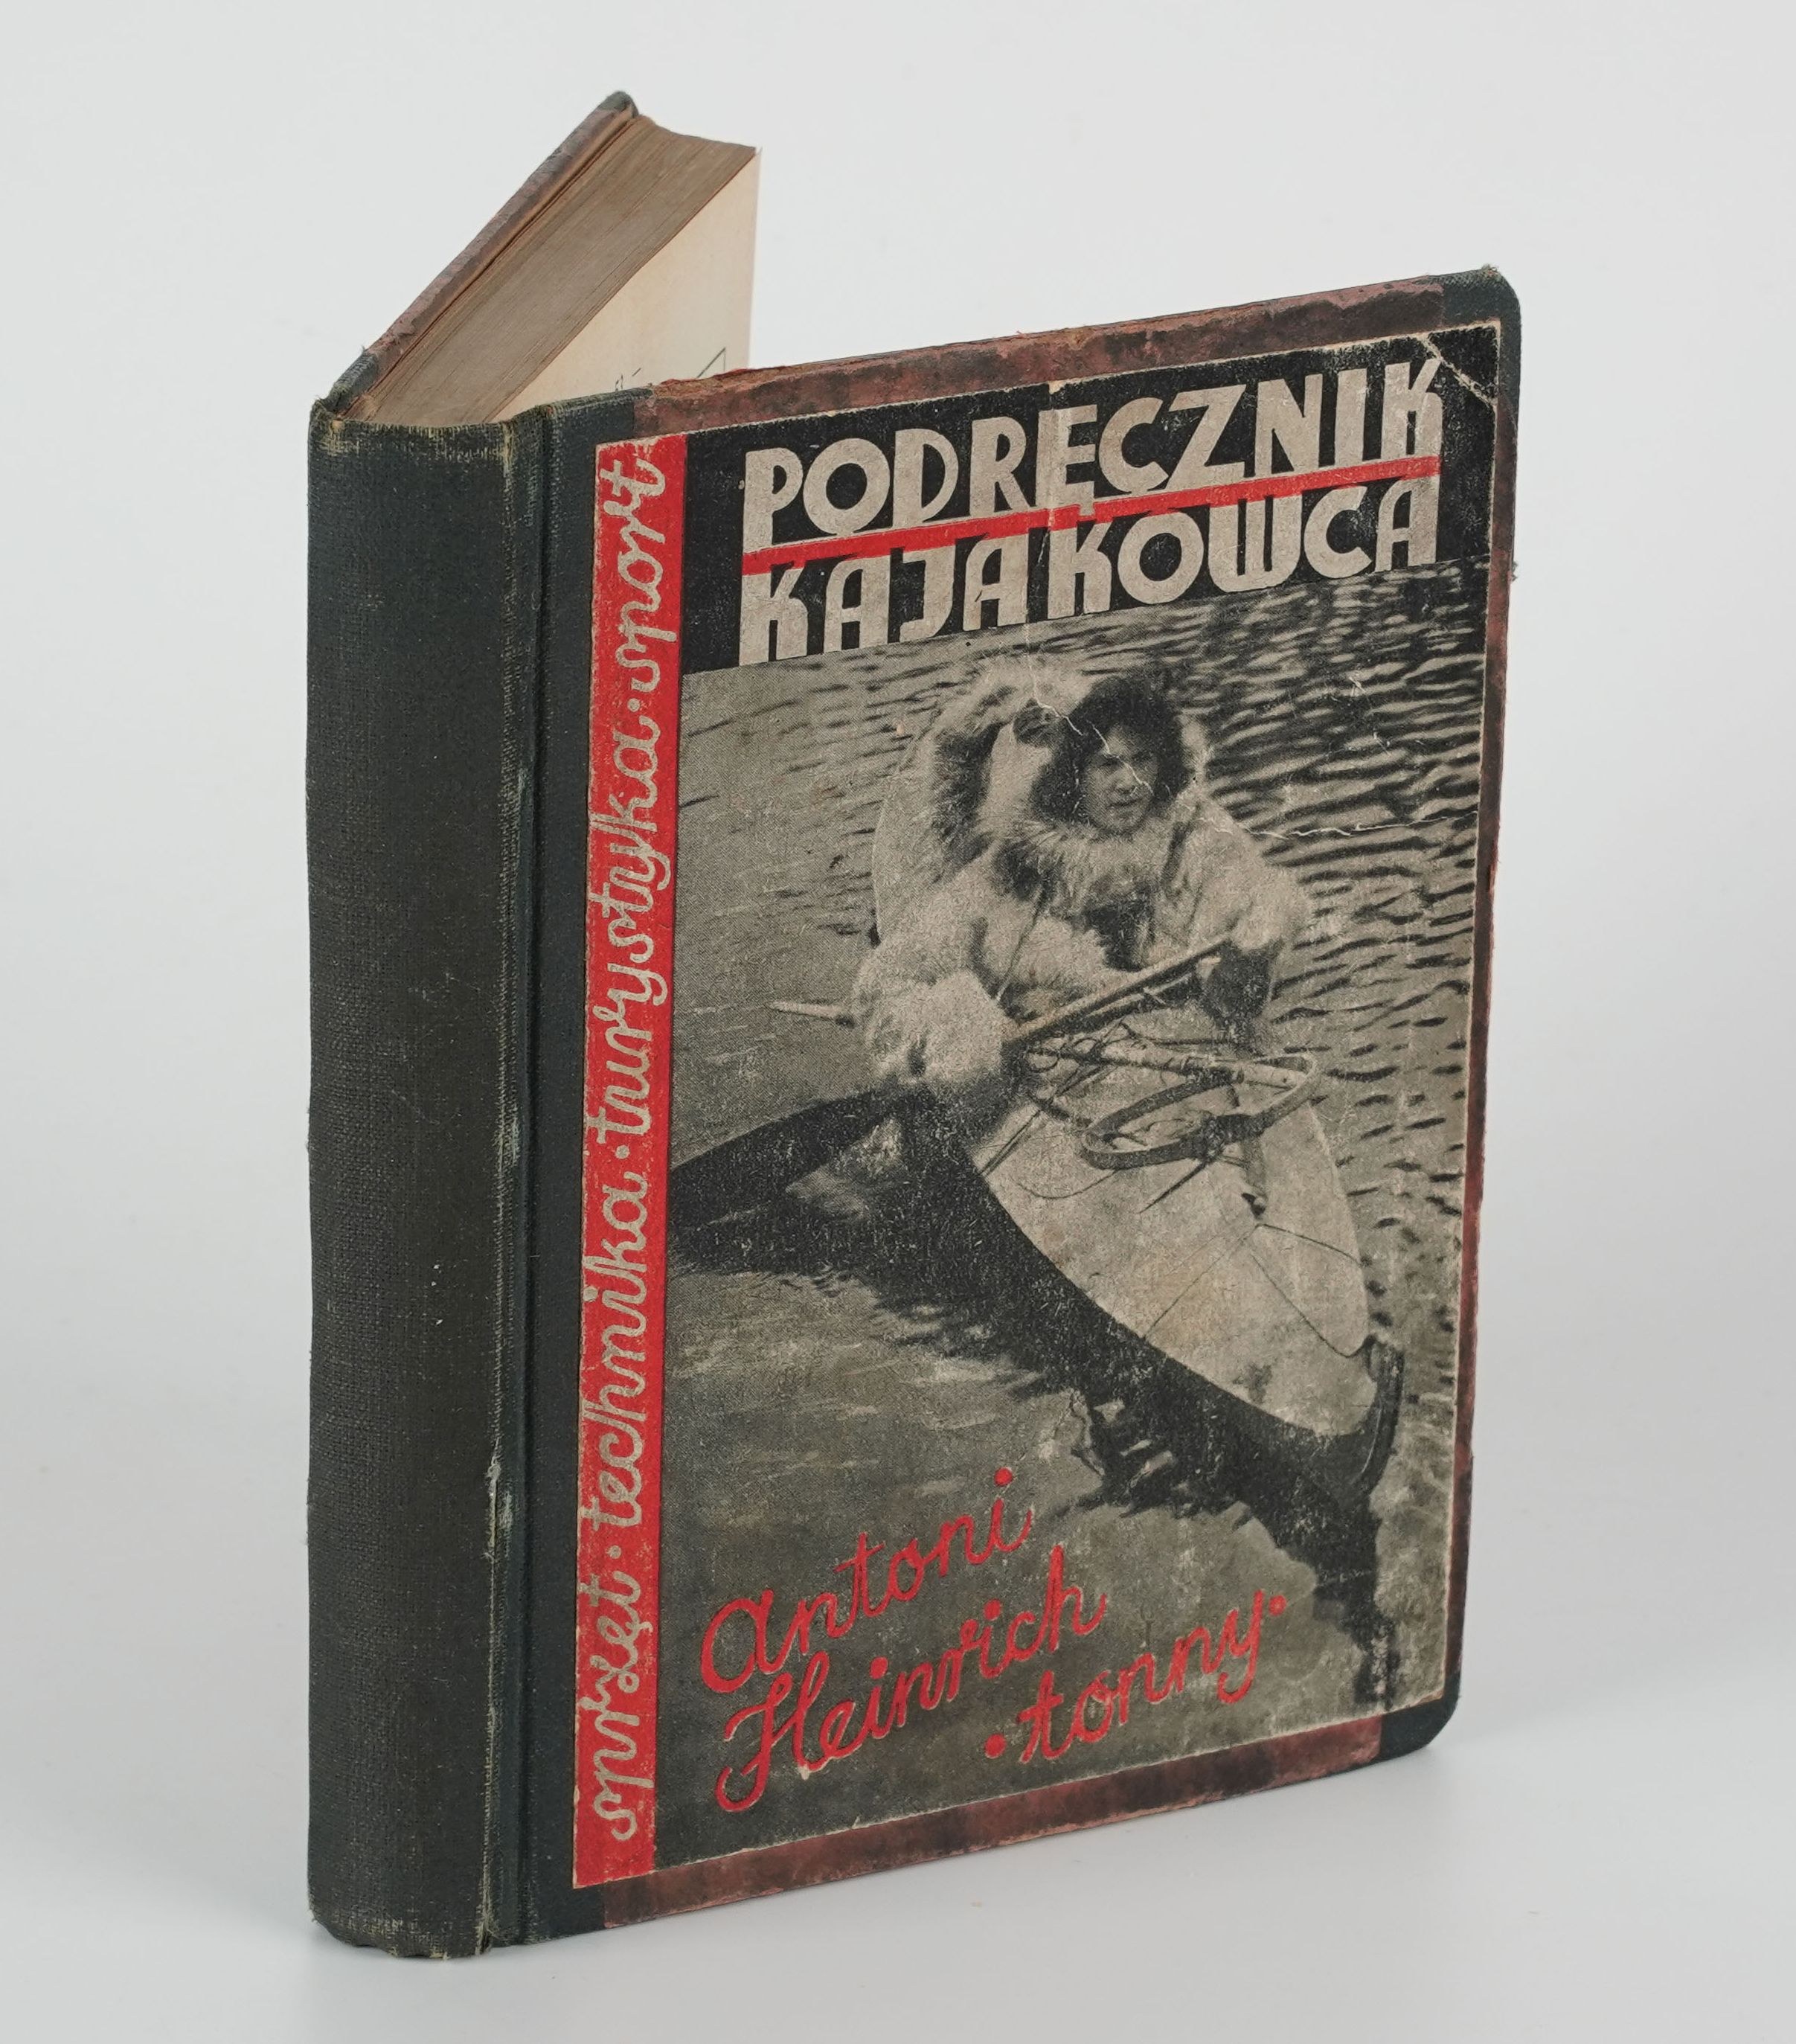 PODRĘCZNIK
KAJAKOWCA
sprzęt · technika · turystyka · sport
antoni
Heinrich
· tonny ·